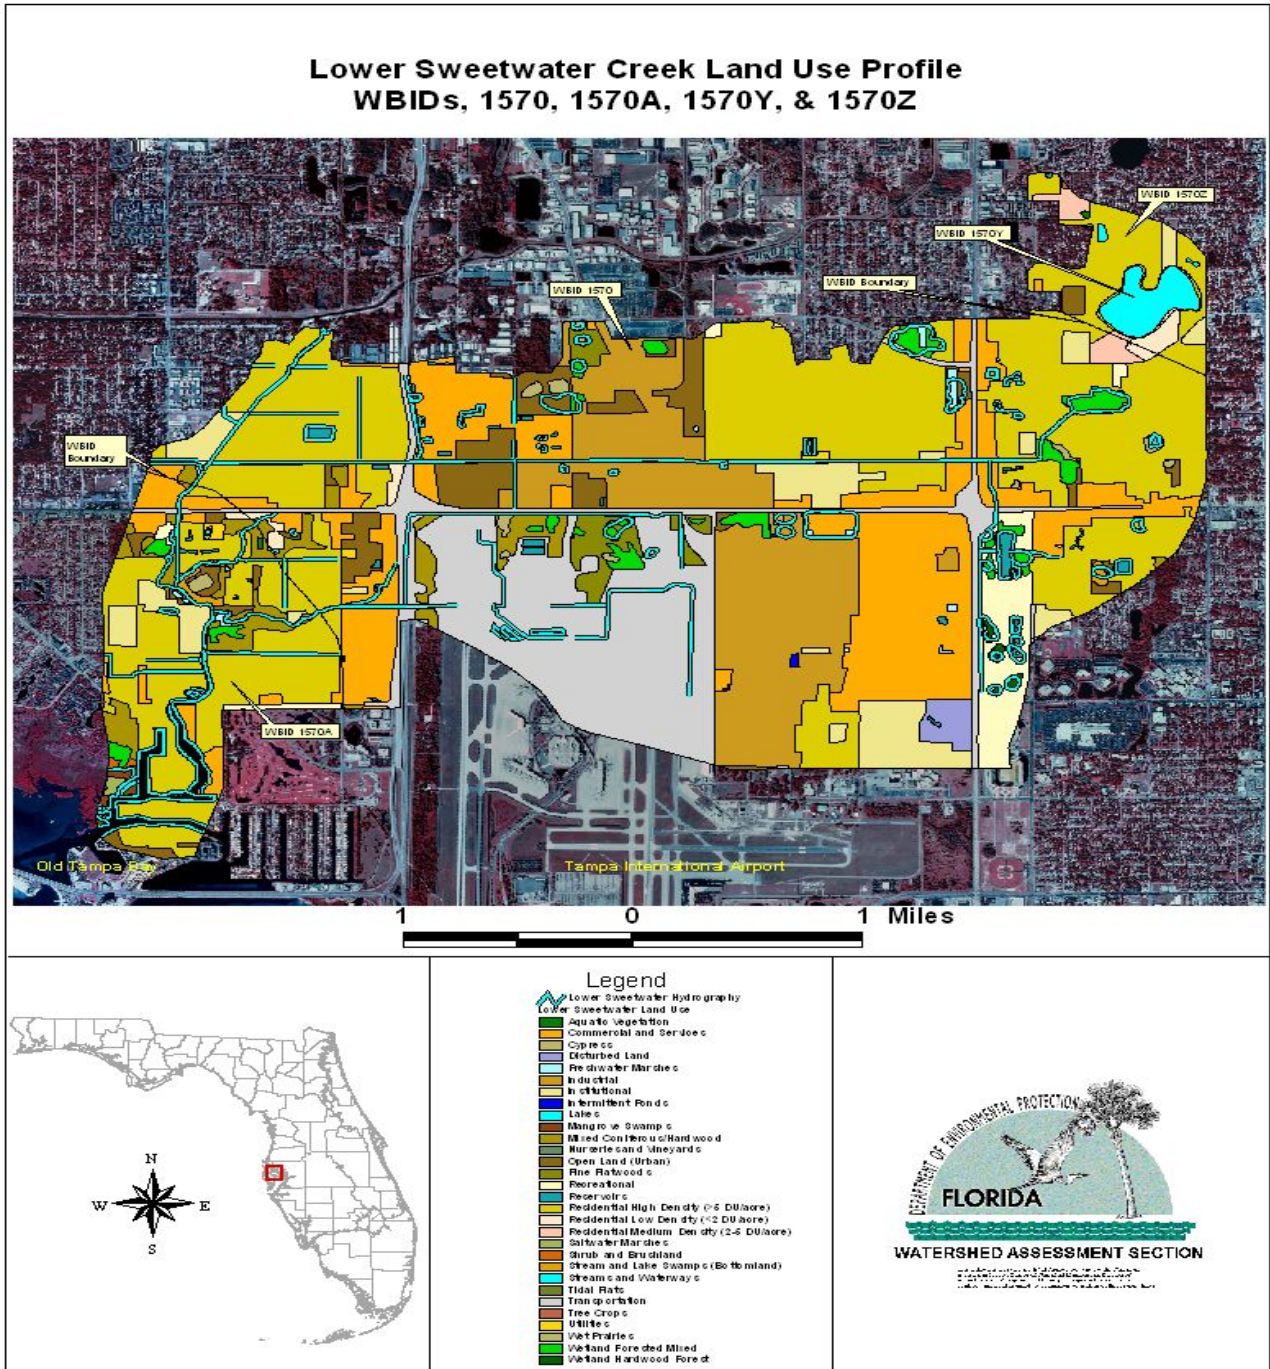 Lower Sweetwater Creek Land Use Profile
WBIDs, 1570, 1570A, 1570Y, & 1570Z
WBID 1570Z
WBID 1570Y
WBID Boundary
WBID 1570
WBID
Boundary
WBID 1570A
Old Tampa Bay
Tampa International Airport
1 0 1 Miles
Legend
Lower Sweetwater Hydrography
Lower Sweetwater Land Use
Aquatic Vegetation
Commercial and Services
Cypress
Disturbed Land
Freshwater Marshes
Industrial
Institutional
Intermittent Ponds
Lakes
Mangrove Swamps
Mixed Coniferous/Hardwood
Nurseries and Vineyards
Open Land (Urban)
Pine Flatwoods
Recreational
Reservoirs
Residential High Density (>5 DU/acre)
Residential Low Density (<2 DU/acre)
Residential Medium Density (2-5 DU/acre)
Saltwater Marshes
Shrub and Brushland
Stream and Lake Swamps (Bottomland)
Streams and Waterways
Tidal Flats
Transportation
Tree Crops
Utilities
Wet Prairies
Wetland Forested Mixed
Wetland Hardwood Forest
N
W E
S
DEPARTMENT OF ENVIRONMENTAL PROTECTION
FLORIDA
WATERSHED ASSESSMENT SECTION